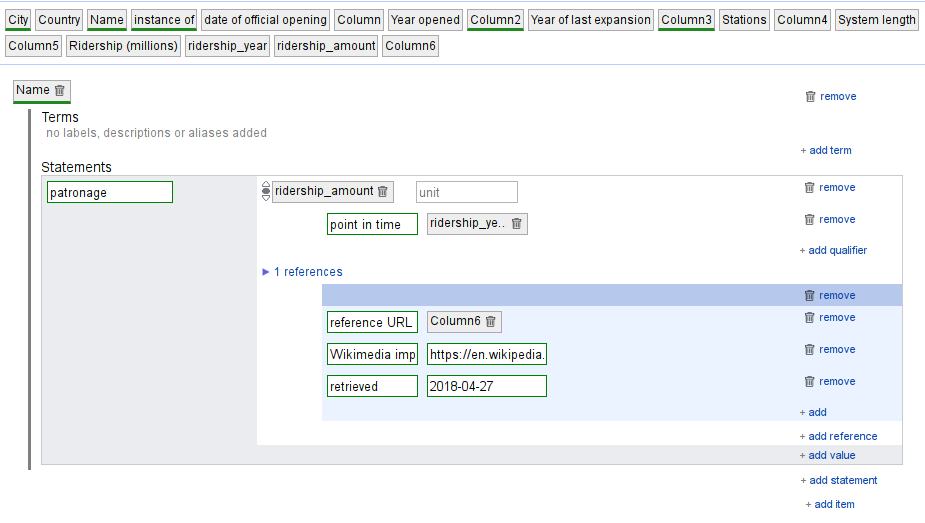 City Country Name instance of date of official opening Column Year opened Column2 Year of last expansion Column3 Stations Column4 System length
Column5 Ridership (millions) ridership_year ridership_amount Column6
Name
remove
Terms
no labels, descriptions or aliases added
+ add term
Statements
patronage ridership_amount unit remove
point in time ridership_ye.. remove
+ add qualifier
1 references
remove
reference URL Column6 remove
Wikimedia imp https://en.wikipedia. remove
retrieved 2018-04-27 remove
+ add
+ add reference
+ add value
+ add statement
+ add item